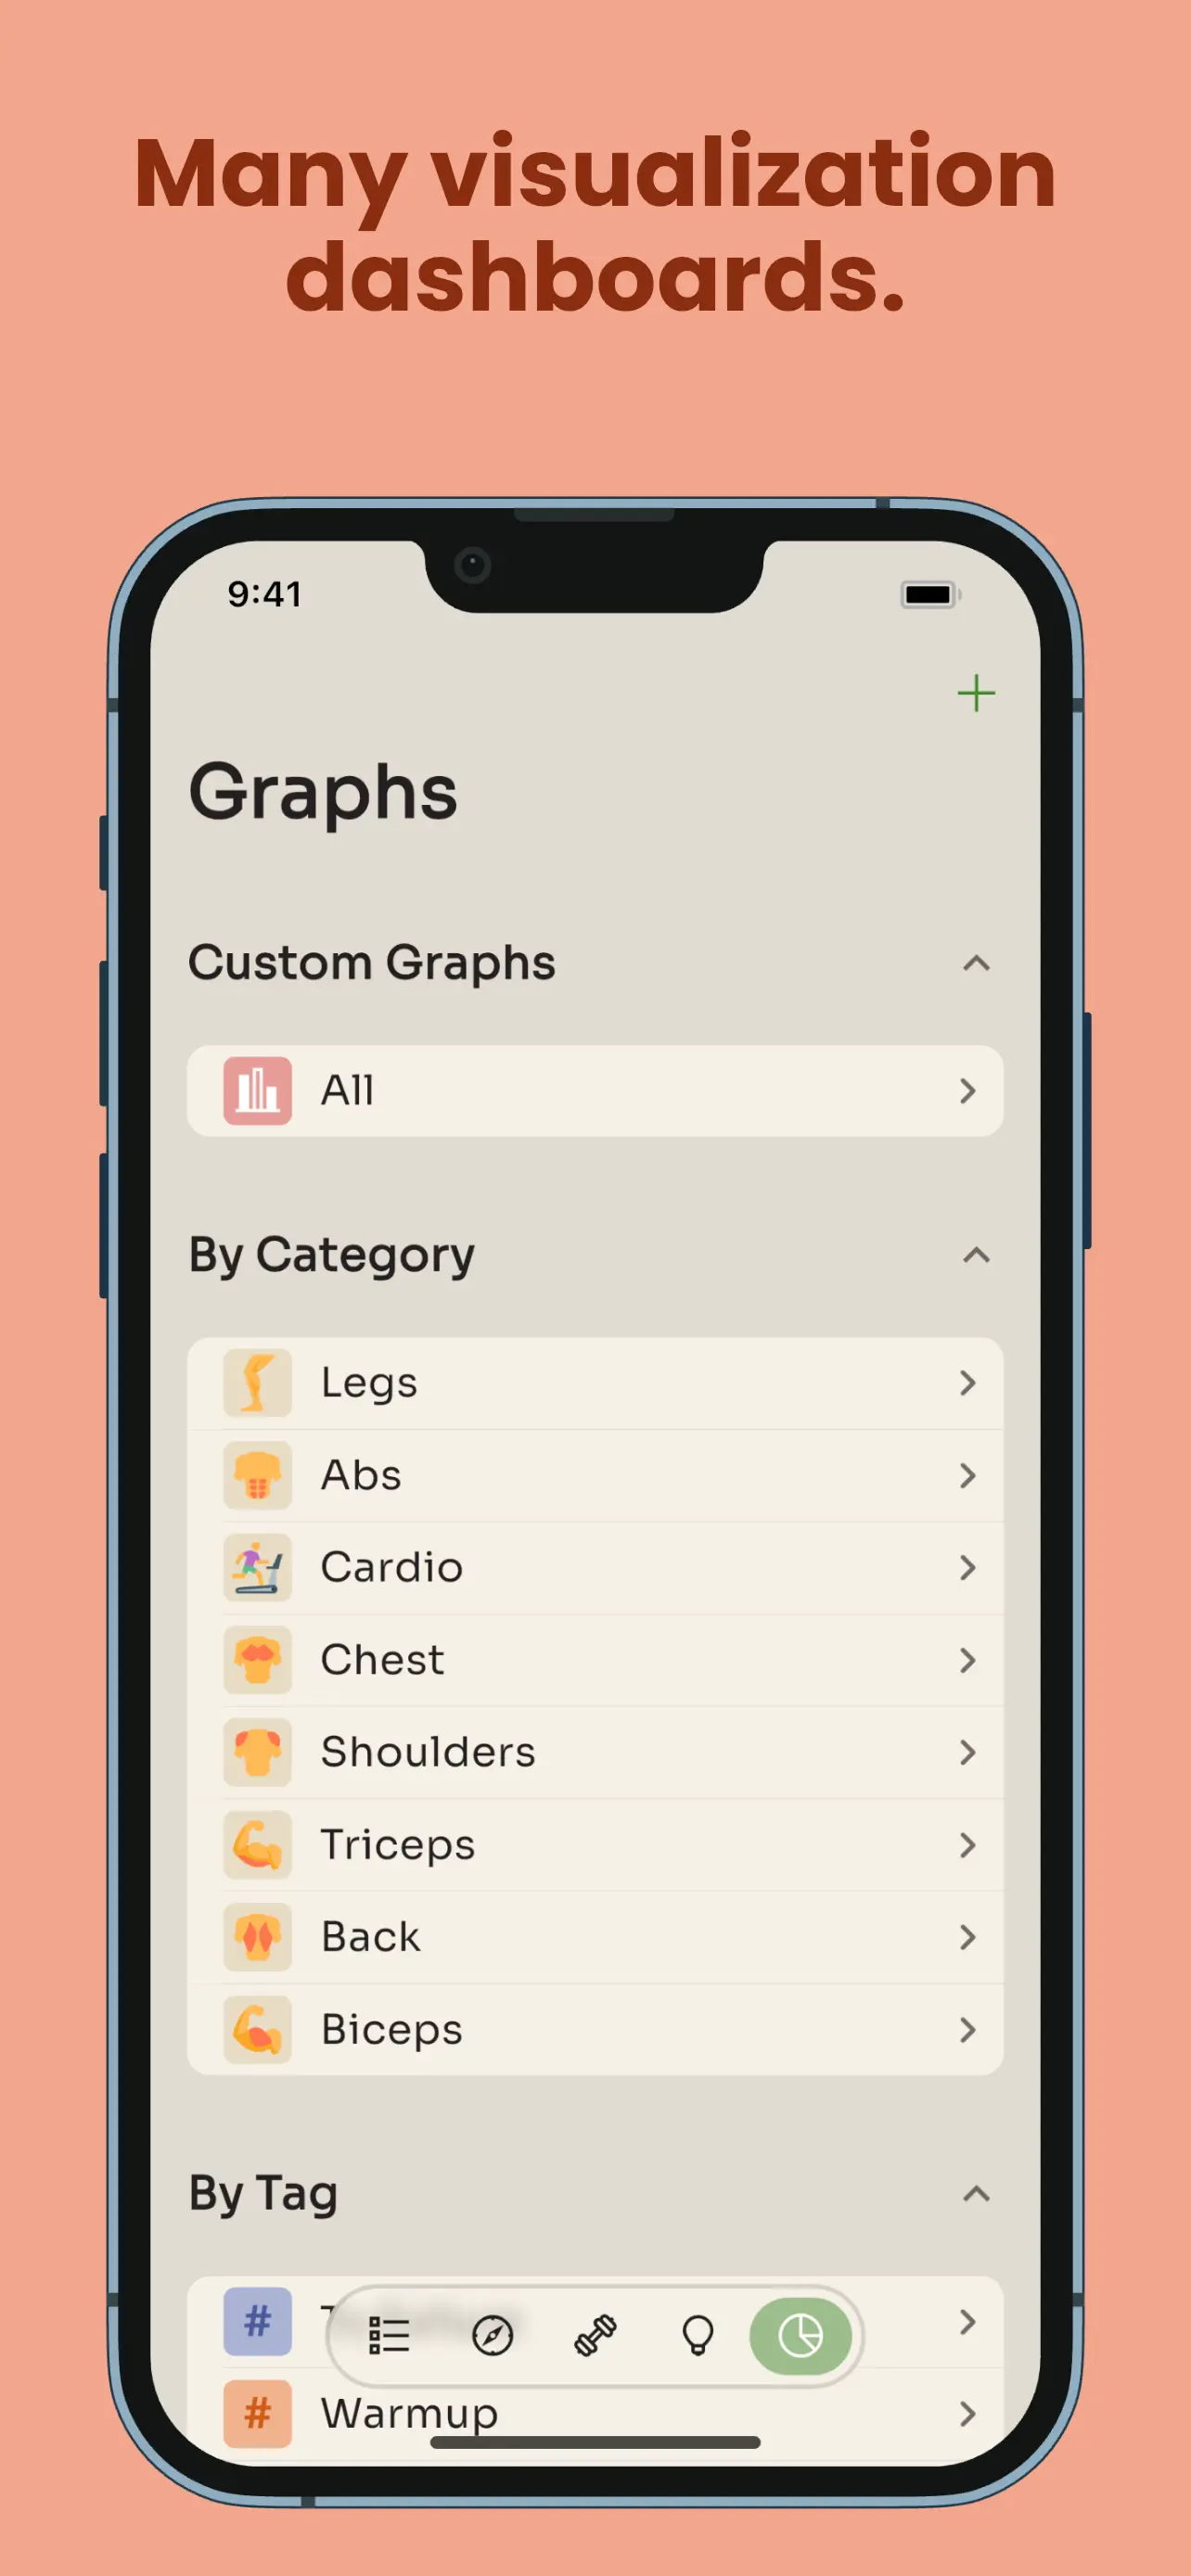 Many visualization
dashboards.
9:41
Graphs
Custom Graphs
All
By Category
Legs
Abs
Cardio
Chest
Shoulders
Triceps
Back
Biceps
By Tag
#
#
Warmup